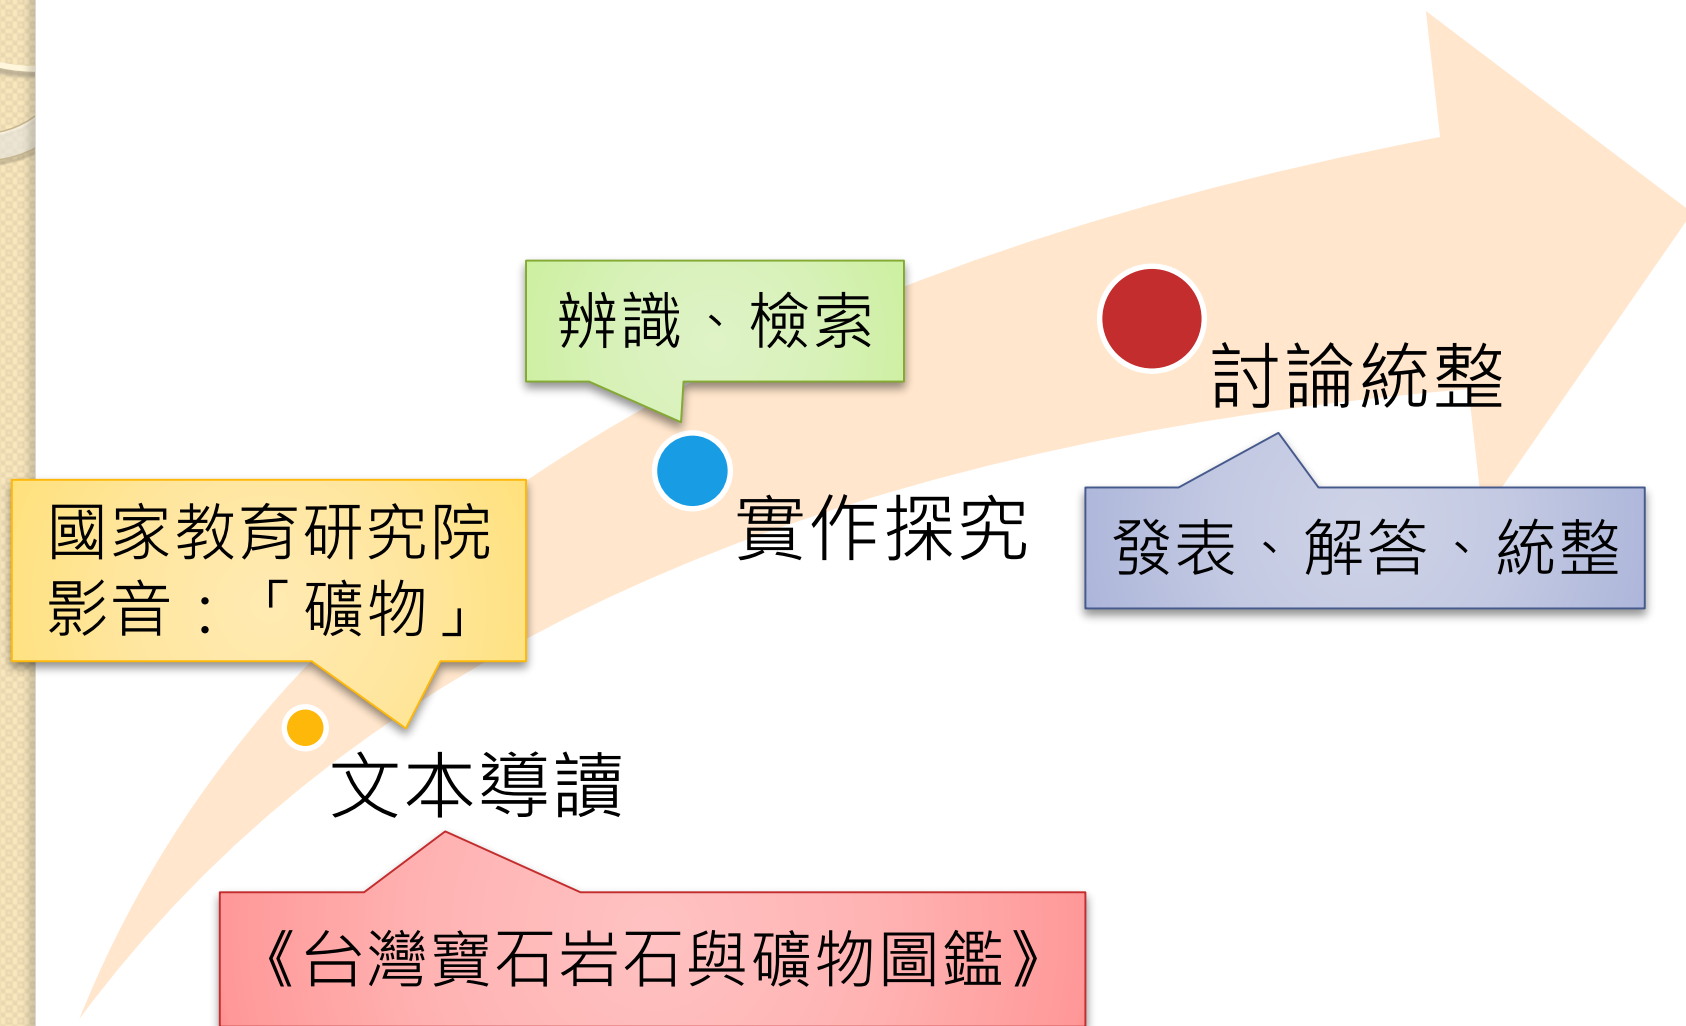 辨識、檢索
討論統整
國家教育研究院
影音：「礦物」
實作探究
發表、解答、統整
文本導讀
《台灣寶石岩石與礦物圖鑑》